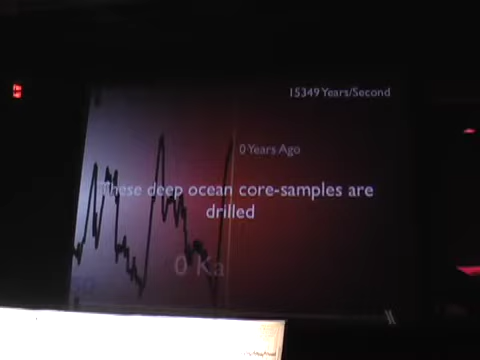 15349 Years/Second
0 Years Ago
These deep ocean core-samples are
drilled
0 Ka